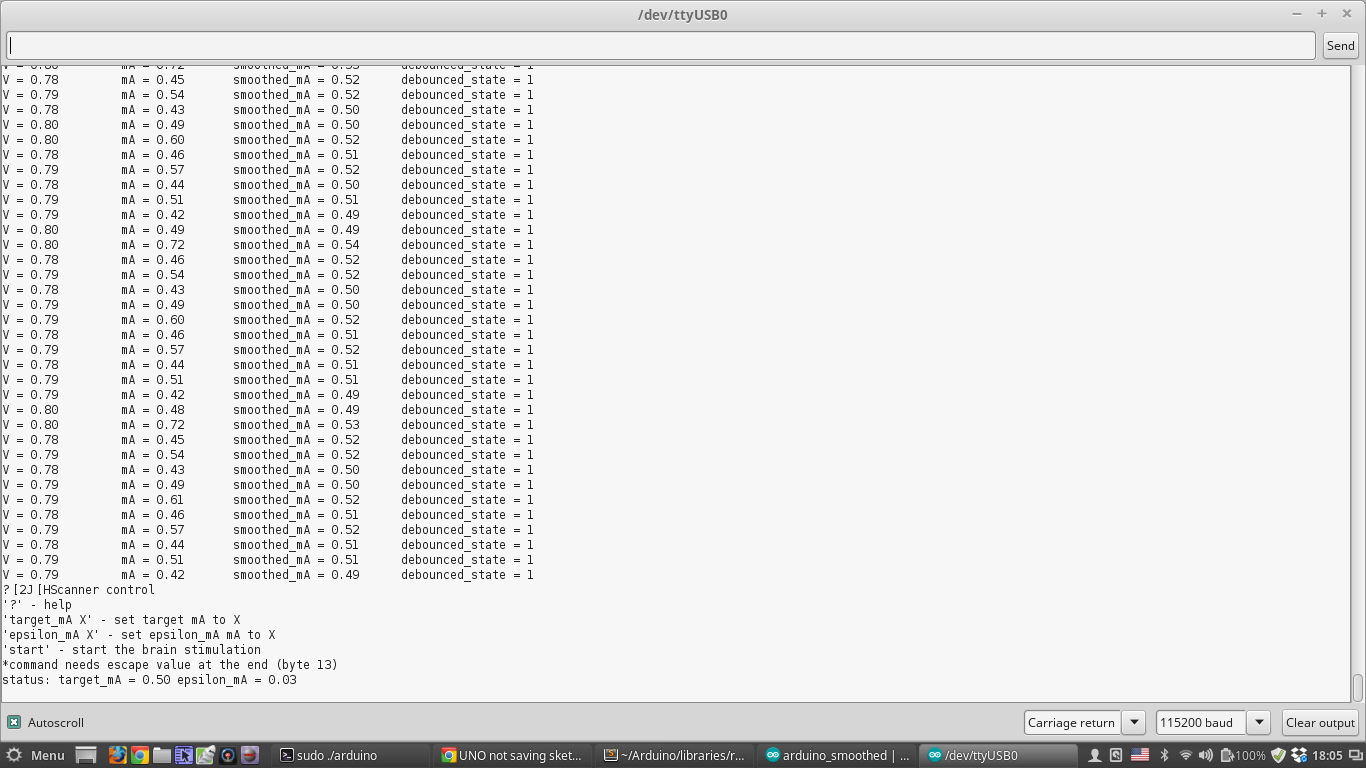 /dev/ttyUSB0
Send
V = 0.80 mA = 0.72 smoothed_mA = 0.53 debounced_state = 1
V = 0.78 mA = 0.45 smoothed_mA = 0.52 debounced_state = 1
V = 0.79 mA = 0.54 smoothed_mA = 0.52 debounced_state = 1
V = 0.78 mA = 0.43 smoothed_mA = 0.50 debounced_state = 1
V = 0.80 mA = 0.49 smoothed_mA = 0.50 debounced_state = 1
V = 0.80 mA = 0.60 smoothed_mA = 0.52 debounced_state = 1
V = 0.78 mA = 0.46 smoothed_mA = 0.51 debounced_state = 1
V = 0.79 mA = 0.57 smoothed_mA = 0.52 debounced_state = 1
V = 0.78 mA = 0.44 smoothed_mA = 0.50 debounced_state = 1
V = 0.79 mA = 0.51 smoothed_mA = 0.51 debounced_state = 1
V = 0.79 mA = 0.42 smoothed_mA = 0.49 debounced_state = 1
V = 0.80 mA = 0.49 smoothed_mA = 0.49 debounced_state = 1
V = 0.80 mA = 0.72 smoothed_mA = 0.54 debounced_state = 1
V = 0.78 mA = 0.46 smoothed_mA = 0.52 debounced_state = 1
V = 0.79 mA = 0.54 smoothed_mA = 0.52 debounced_state = 1
V = 0.78 mA = 0.43 smoothed_mA = 0.50 debounced_state = 1
V = 0.79 mA = 0.49 smoothed_mA = 0.50 debounced_state = 1
V = 0.79 mA = 0.60 smoothed_mA = 0.52 debounced_state = 1
V = 0.78 mA = 0.46 smoothed_mA = 0.51 debounced_state = 1
V = 0.79 mA = 0.57 smoothed_mA = 0.52 debounced_state = 1
V = 0.78 mA = 0.44 smoothed_mA = 0.51 debounced_state = 1
V = 0.79 mA = 0.51 smoothed_mA = 0.51 debounced_state = 1
V = 0.79 mA = 0.42 smoothed_mA = 0.49 debounced_state = 1
V = 0.80 mA = 0.48 smoothed_mA = 0.49 debounced_state = 1
V = 0.80 mA = 0.72 smoothed_mA = 0.53 debounced_state = 1
V = 0.78 mA = 0.45 smoothed_mA = 0.52 debounced_state = 1
V = 0.79 mA = 0.54 smoothed_mA = 0.52 debounced_state = 1
V = 0.78 mA = 0.43 smoothed_mA = 0.50 debounced_state = 1
V = 0.79 mA = 0.49 smoothed_mA = 0.50 debounced_state = 1
V = 0.79 mA = 0.61 smoothed_mA = 0.52 debounced_state = 1
V = 0.78 mA = 0.46 smoothed_mA = 0.51 debounced_state = 1
V = 0.79 mA = 0.57 smoothed_mA = 0.52 debounced_state = 1
V = 0.78 mA = 0.44 smoothed_mA = 0.51 debounced_state = 1
V = 0.79 mA = 0.51 smoothed_mA = 0.51 debounced_state = 1
V = 0.79 mA = 0.42 smoothed_mA = 0.49 debounced_state = 1
?[2J[HScanner control
'?' - help
'target_mA X' - set target mA to X
'epsilon_mA X' - set epsilon_mA mA to X
'start' - start the brain stimulation
*command needs escape value at the end (byte 13)
status: target_mA = 0.50 epsilon_mA = 0.03
Autoscroll
Carriage return
115200 baud
Clear output
Menu
sudo ./arduino
UNO not saving sket...
~/Arduino/libraries/r...
arduino_smoothed | ...
/dev/ttyUSB0
100%
18:05